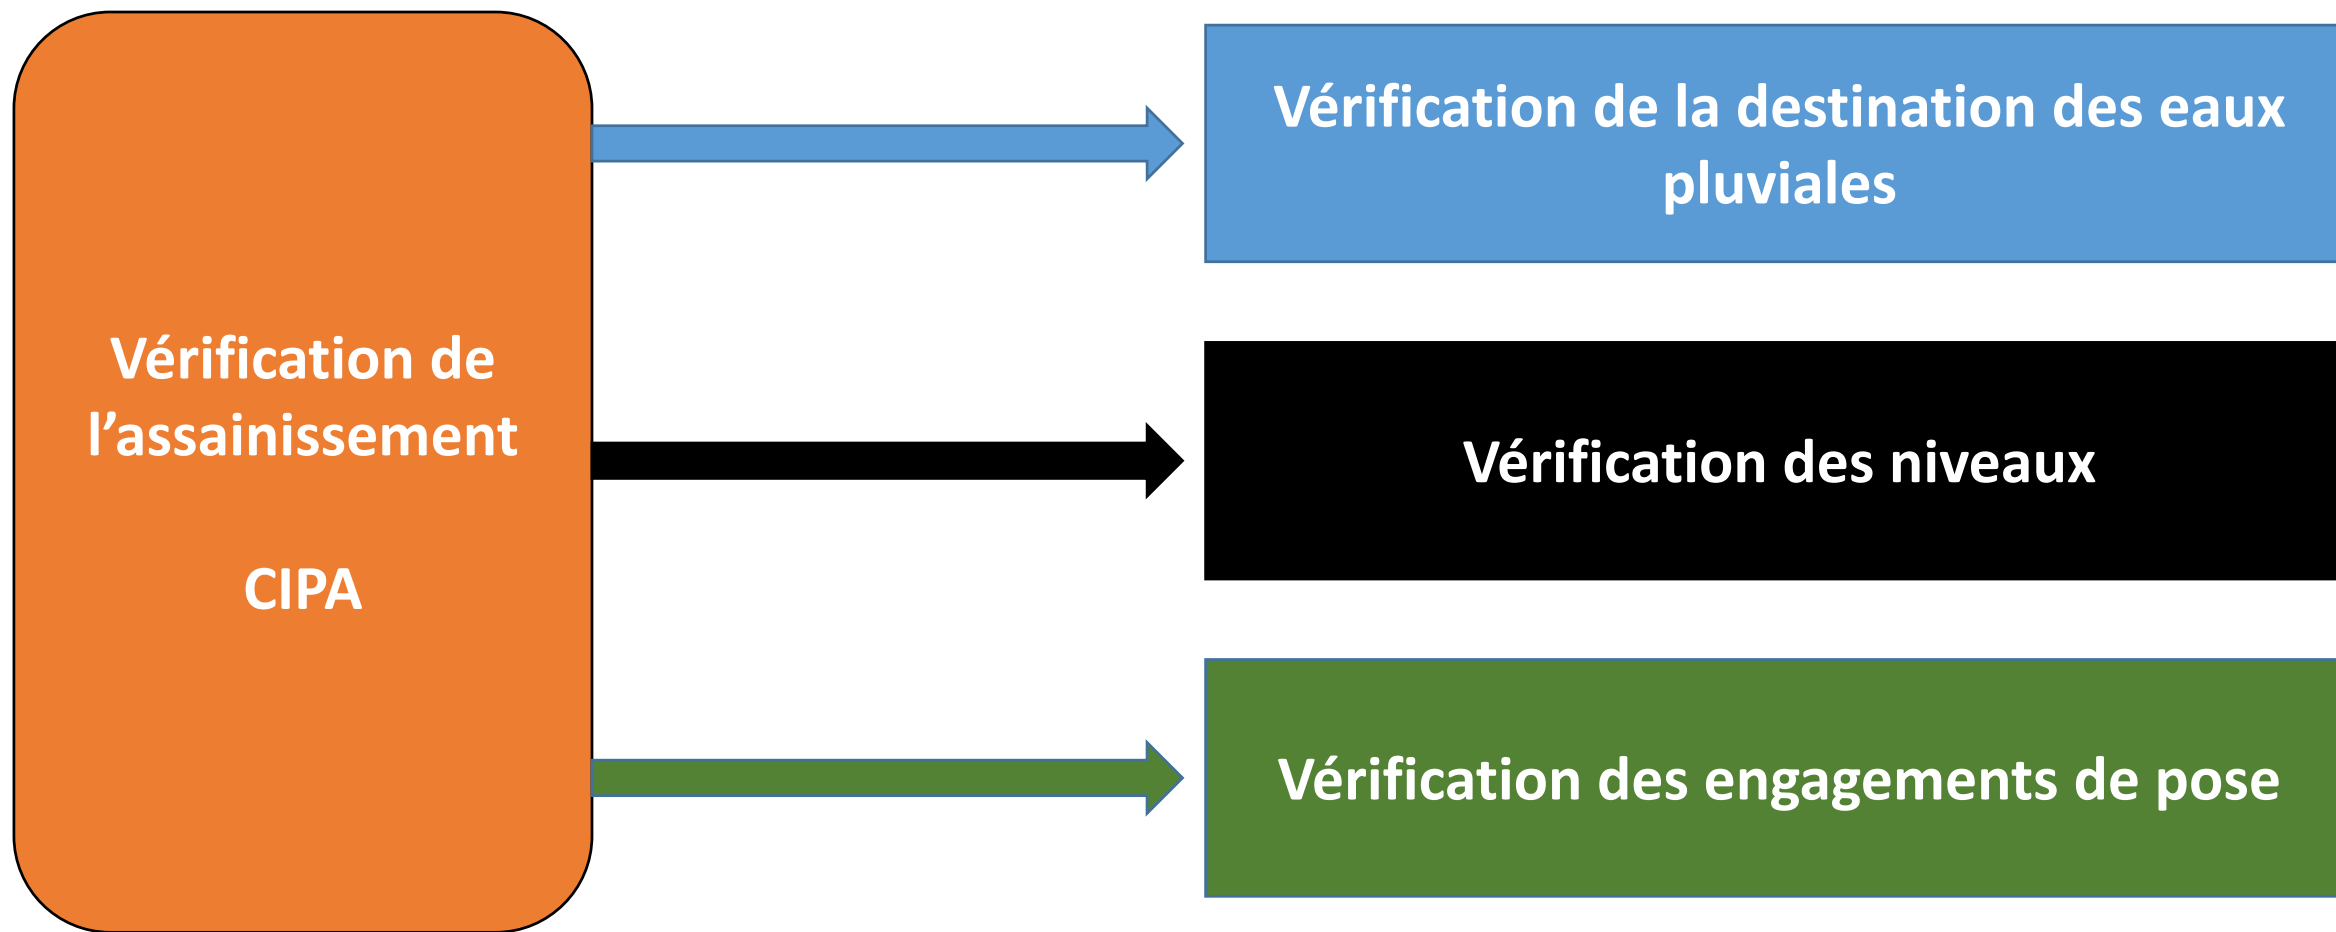 Vérification de
l’assainissement
CIPA
Vérification de la destination des eaux
pluviales
Vérification des niveaux
Vérification des engagements de pose